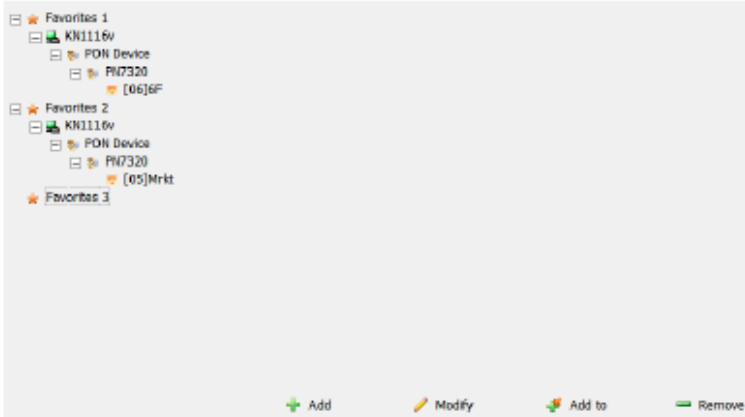 Favorites 1
KN1116v
PON Device
PN7320
[06]6F
Favorites 2
KN1116v
PON Device
PN7320
[05]Mrkt
Favorites 3
Add Modify Add to Remove